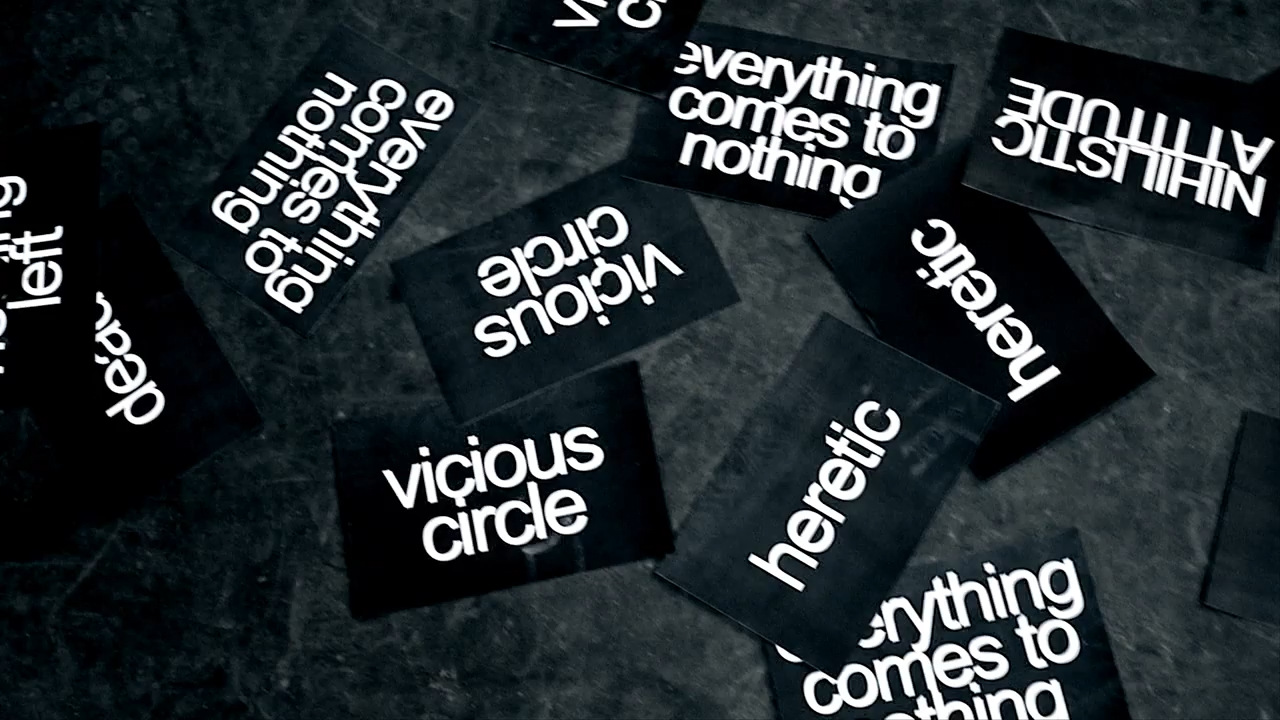 everything
comes to
nothing
NIHILISTIC
ATTITUDE
everything
comes to
nothing
vicious
circle
heretic
left
vicious
circle
heretic
comes to